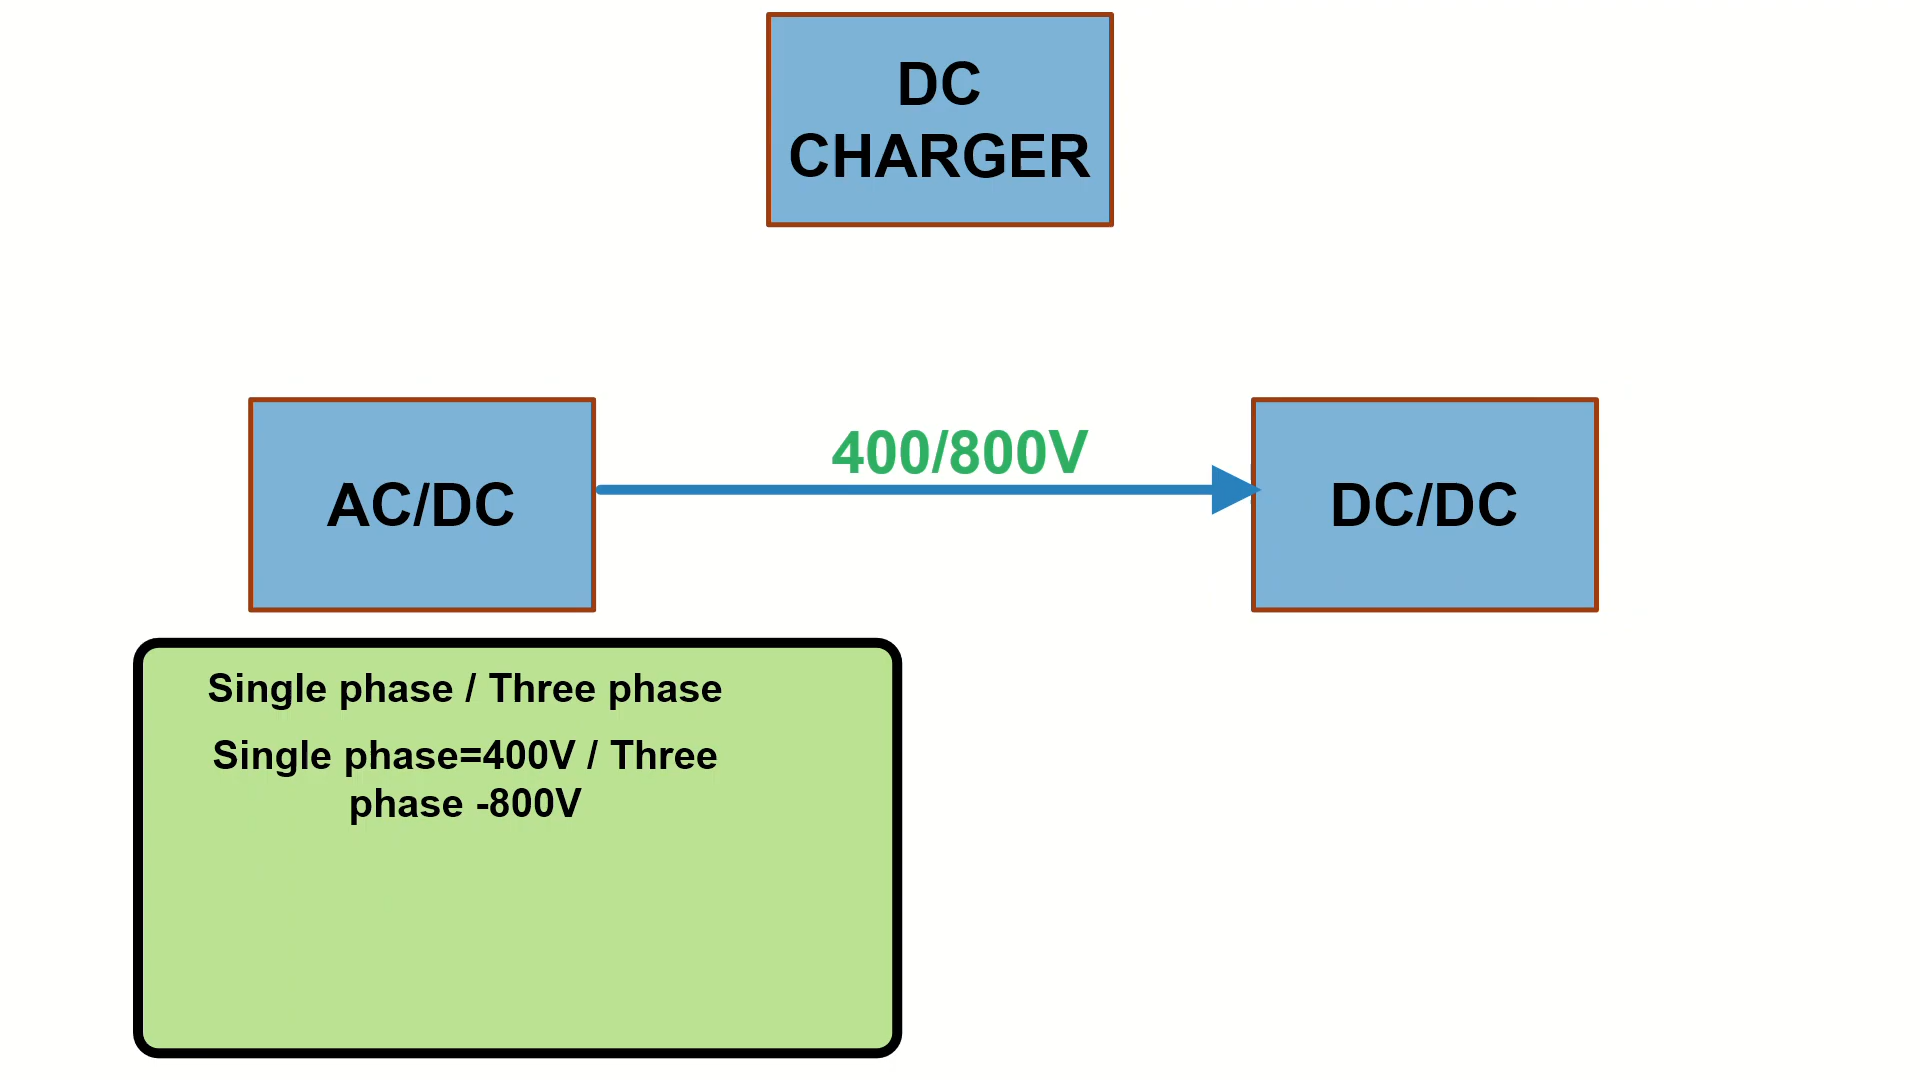 DC
CHARGER
400/800V
AC/DC
DC/DC
Single phase / Three phase
Single phase=400V / Three
phase -800V